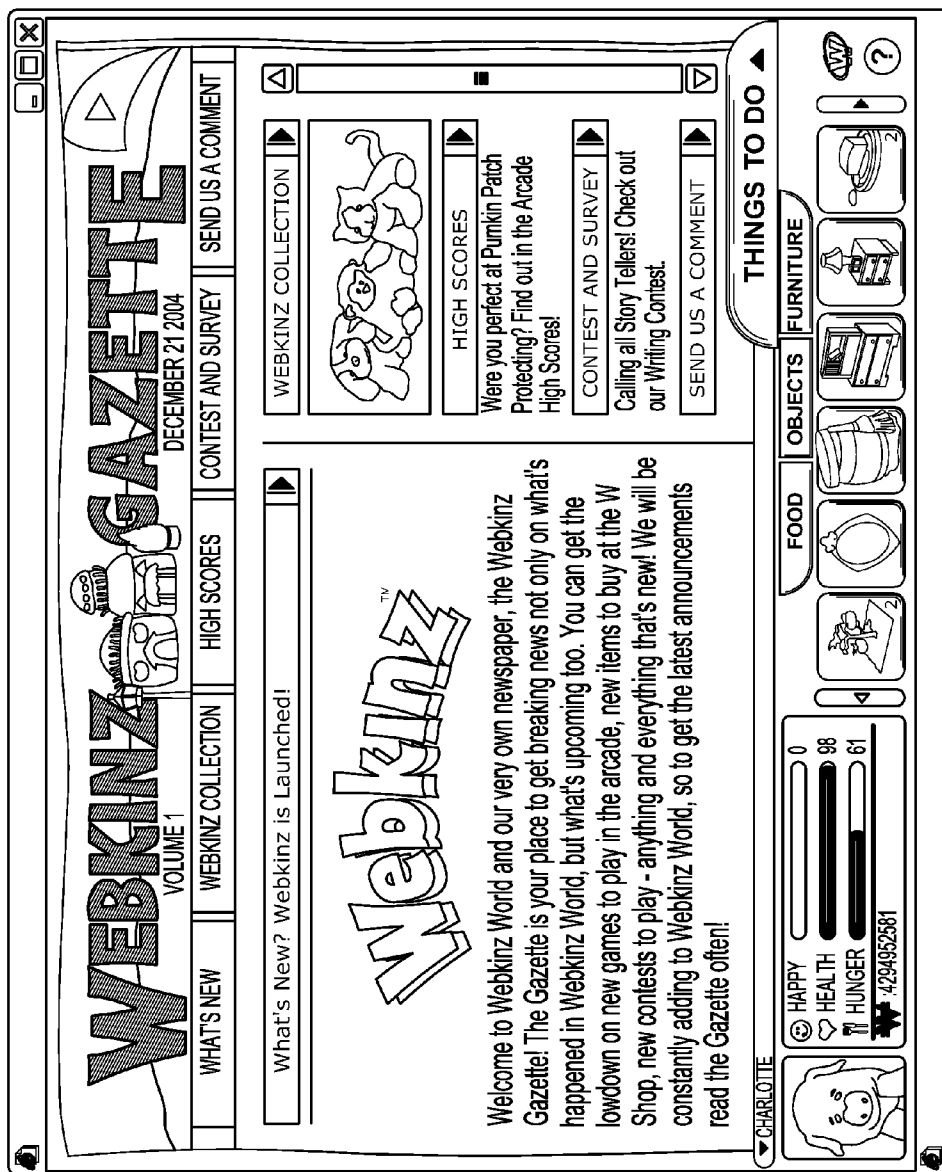 WEBKINZ GAZETTE
VOLUME 1
DECEMBER 21 2004
WHAT'S NEW
WEBKINZ COLLECTION
HIGH SCORES
CONTEST AND SURVEY
SEND US A COMMENT
What's New? Webkinz is Launched!
Webkinz TM
Welcome to Webkinz World and our very own newspaper, the Webkinz
Gazette! The Gazette is your place to get breaking news not only on what's
happened in Webkinz World, but what's upcoming too. You can get the
lowdown on new games to play in the arcade, new items to buy at the W
Shop, new contests to play - anything and everything that's new! We will be
constantly adding to Webkinz World, so to get the latest announcements
read the Gazette often!
WEBKINZ COLLECTION
HIGH SCORES
Were you perfect at Pumkin Patch
Protecting? Find out in the Arcade
High Scores!
CONTEST AND SURVEY
Calling all Story Tellers! Check out
our Writing Contest.
SEND US A COMMENT
THINGS TO DO
CHARLOTTE
HAPPY 0
HEALTH 98
HUNGER 61
W :4294952581
FOOD
OBJECTS
FURNITURE
2
2
W
?